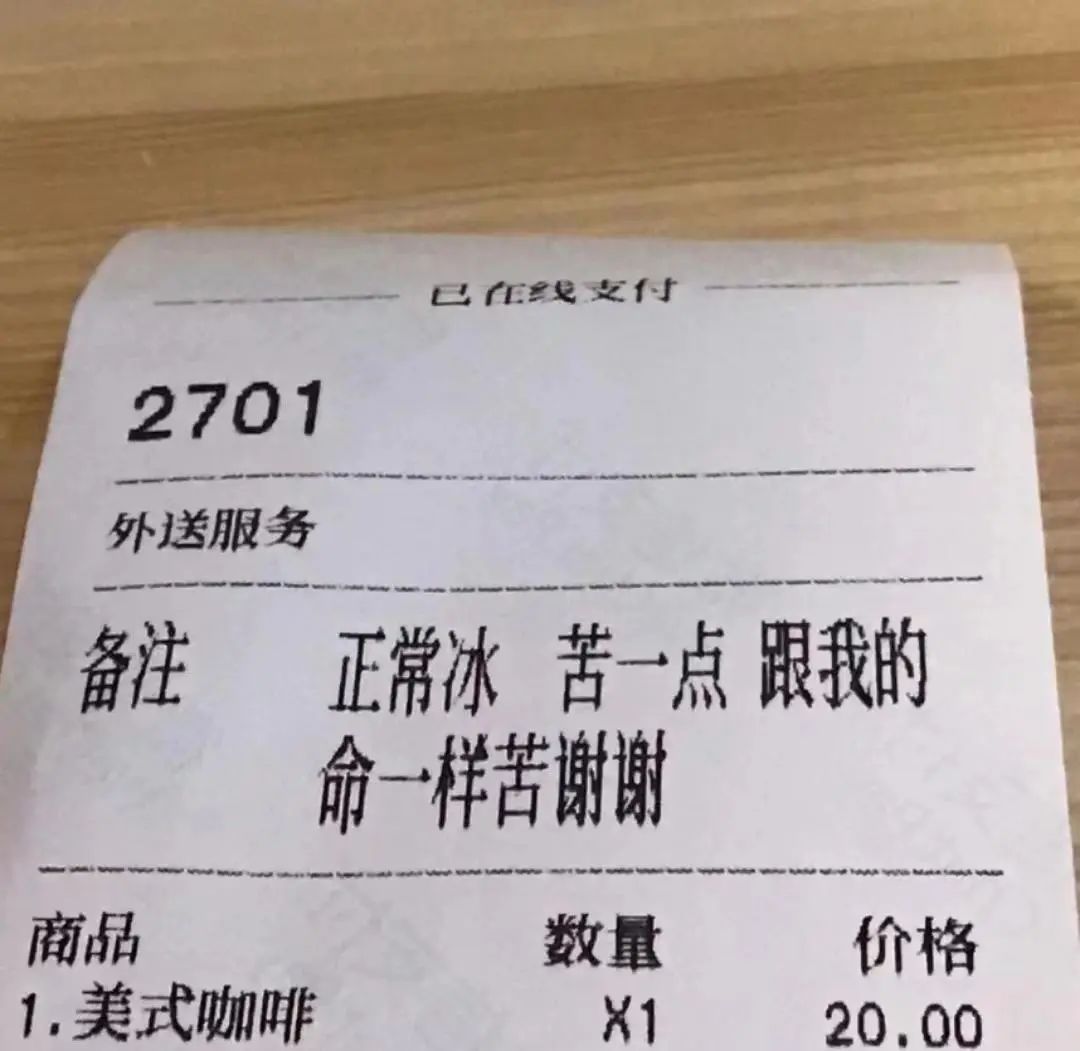 已在线支付
2701
外送服务
备注 正常冰 苦一点 跟我的
命一样苦谢谢
商品 数量 价格
1.美式咖啡 X1 20.00